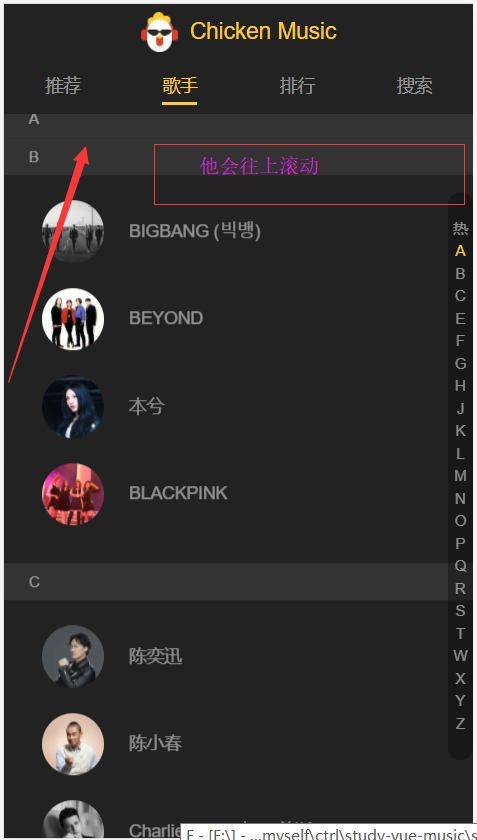 Chicken Music
推荐 歌手 排行 搜索
A
B
他会往上滚动
BIGBANG (빅뱅)
BEYOND
本兮
BLACKPINK
C
陈奕迅
陈小春
Charlie
热
A
B
C
E
F
G
H
J
K
L
M
N
O
P
Q
R
S
T
W
X
Y
Z
F - [F:\] - ...myself\ctrl\study-vue-music\s